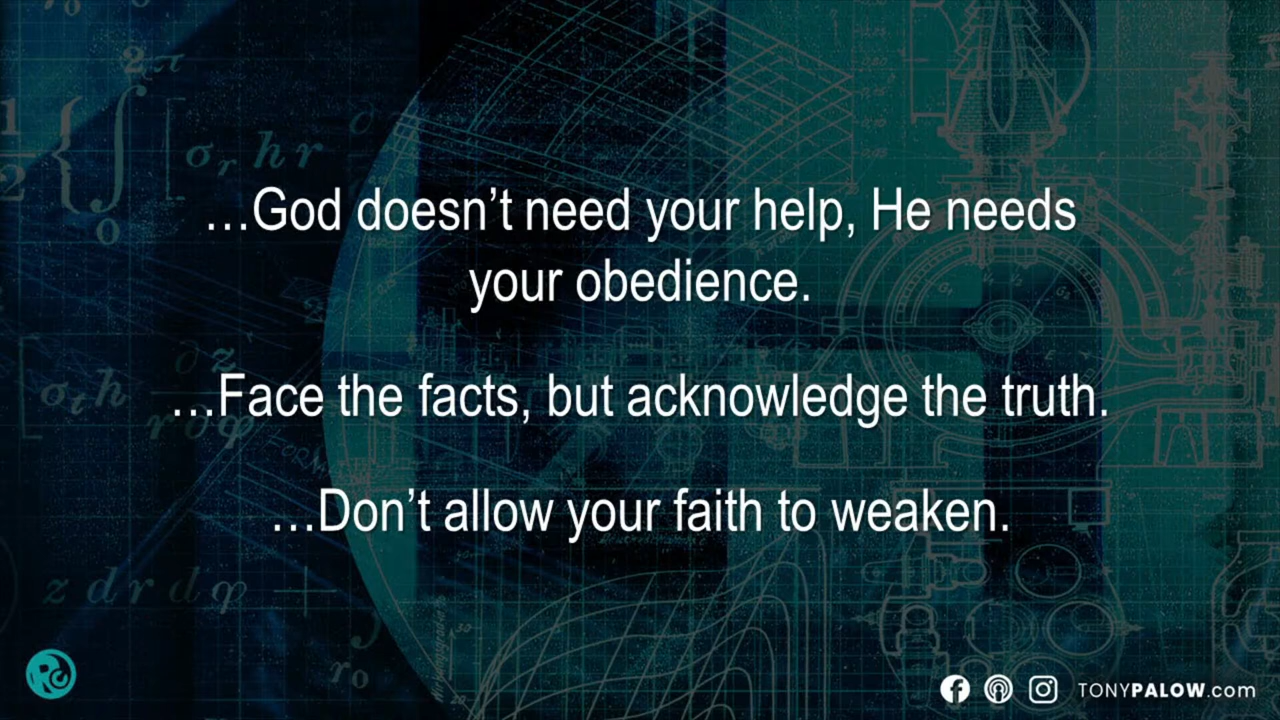 …God doesn’t need your help, He needs
your obedience.
…Face the facts, but acknowledge the truth.
…Don’t allow your faith to weaken.
TONYPALOW.com